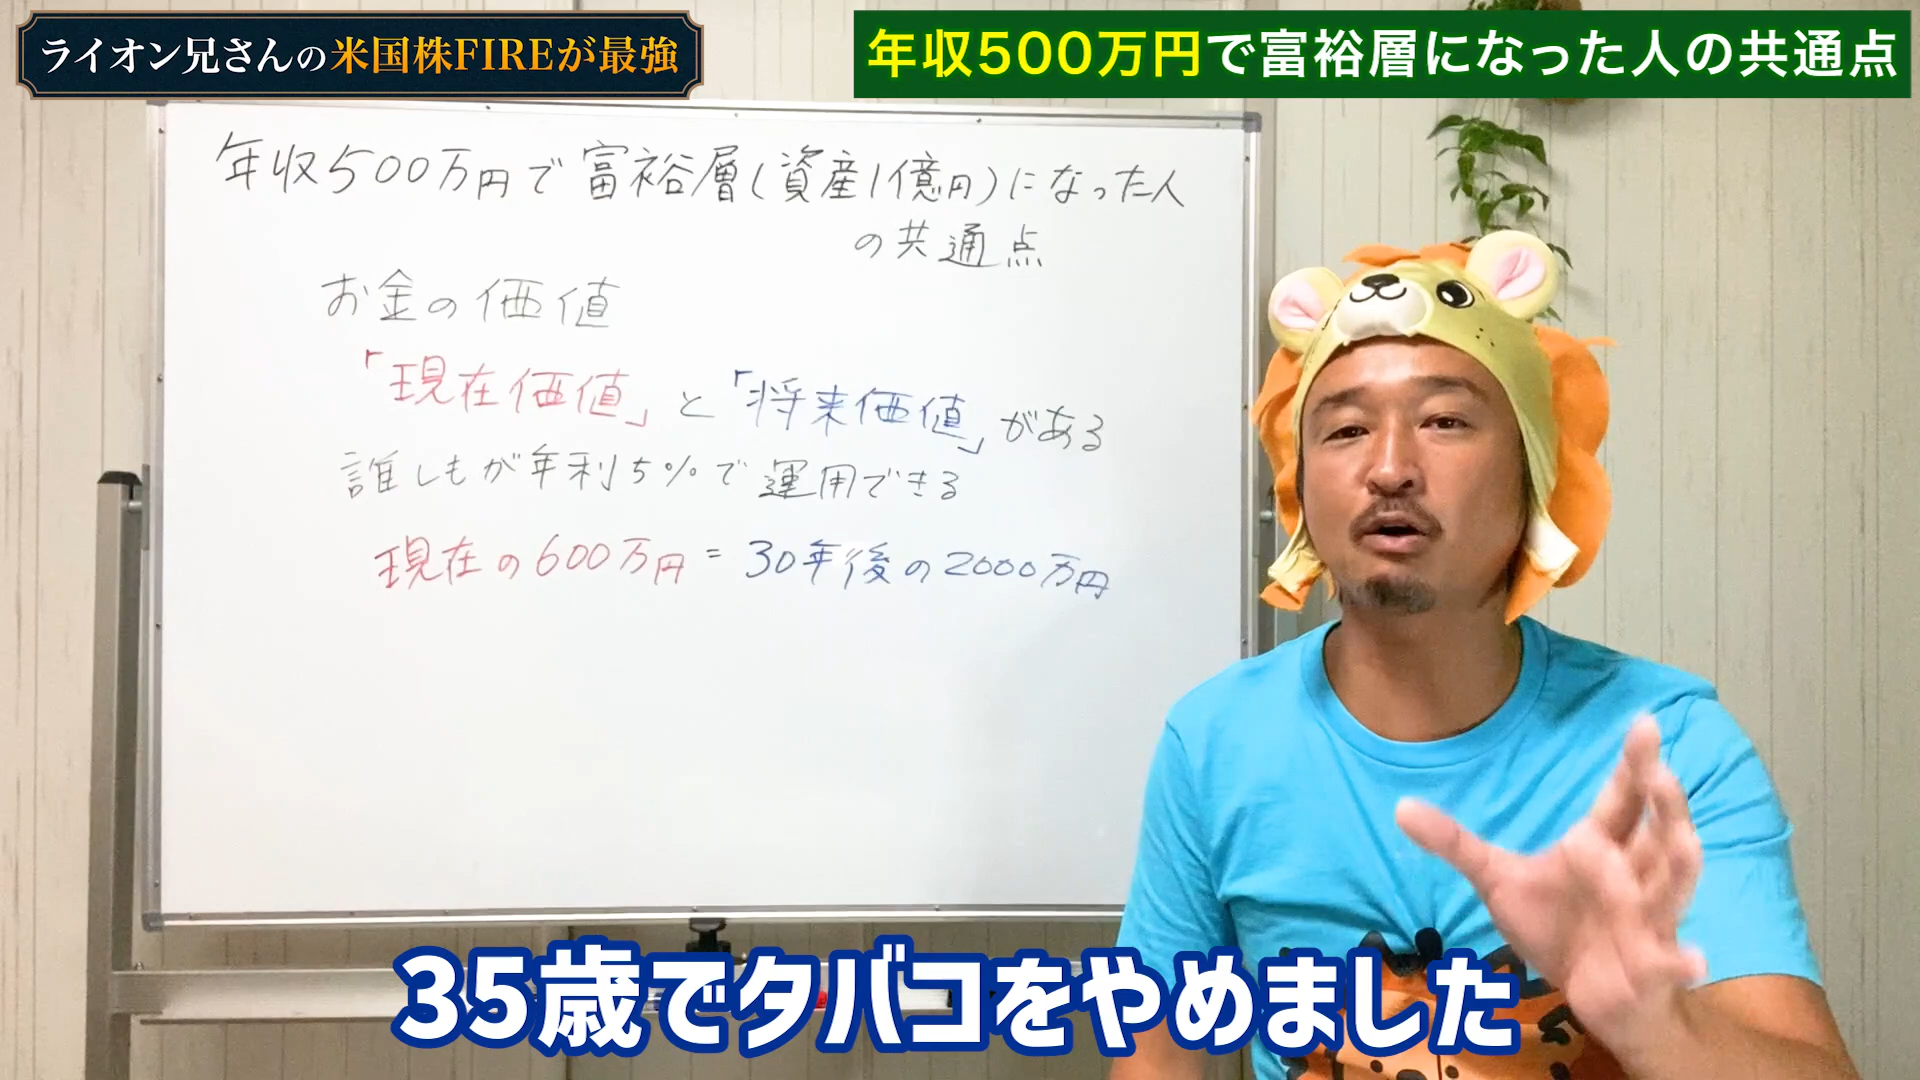 ライオン兄さんの米国株FIREが最強
年収500万円で富裕層になった人の共通点
年収500万円で富裕層(資産1億円)になった人
の共通点
お金の価値
「現在価値」と「将来価値」がある
誰しもが年利5%で運用できる
現在の600万円=30年後の2000万円
35歳でタバコをやめました